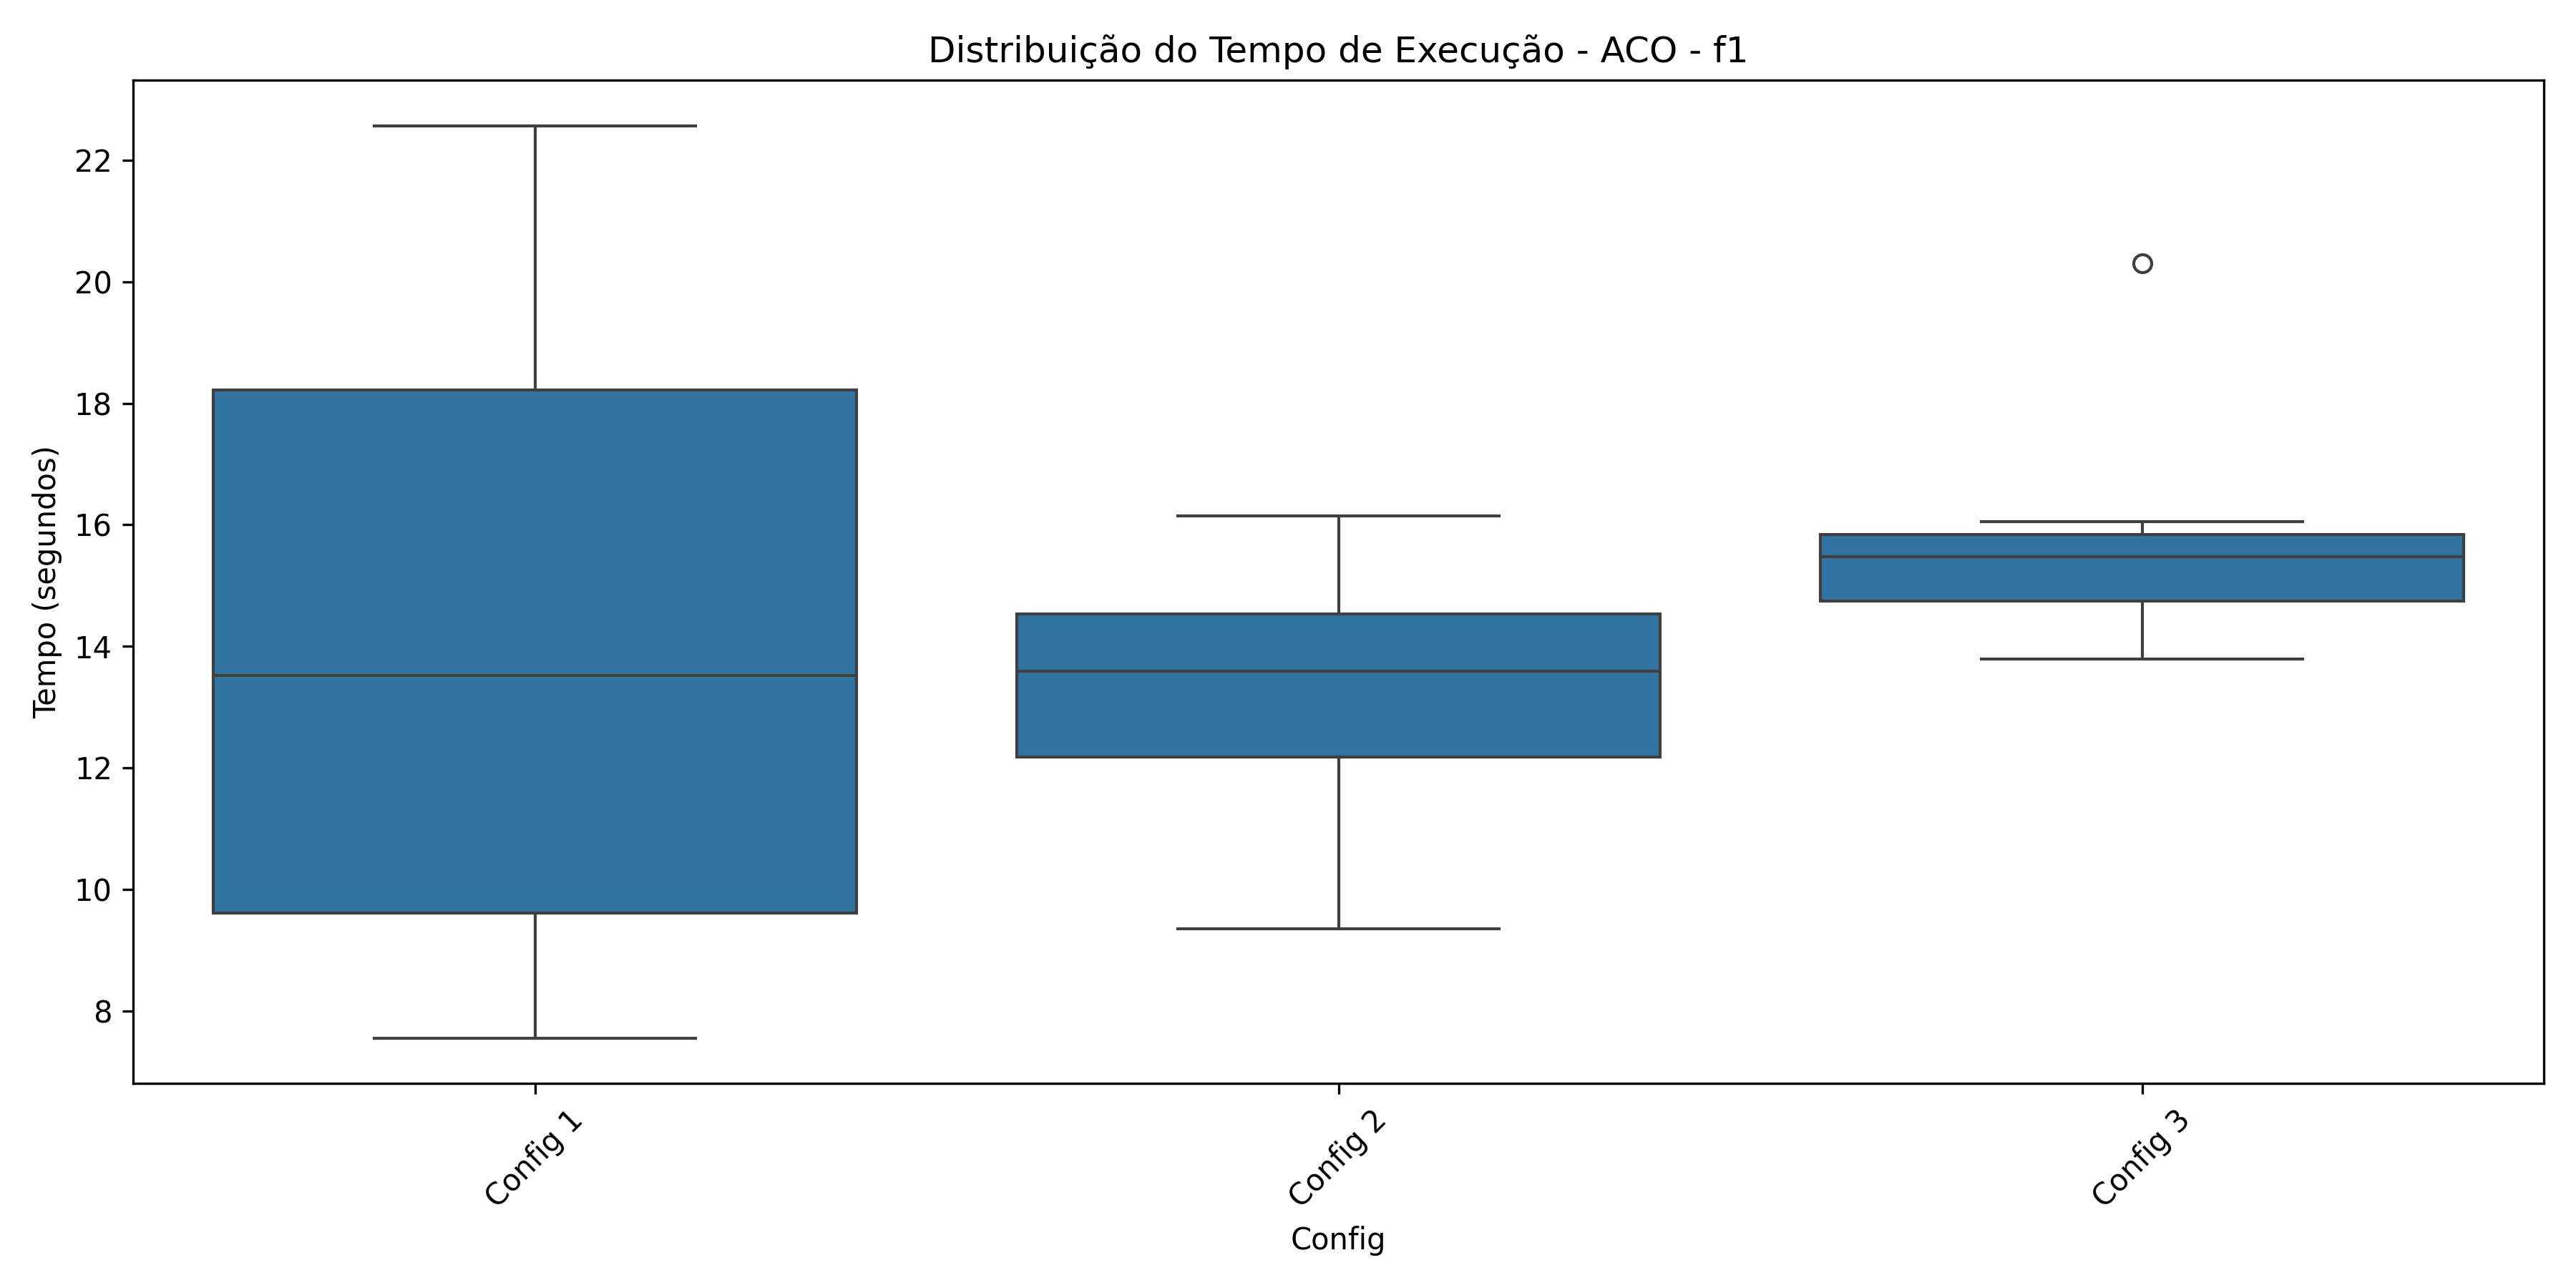 Distribuição do Tempo de Execução - ACO - f1
Tempo (segundos)
22
20
18
16
14
12
10
8
Config 1
Config 2
Config 3
Config